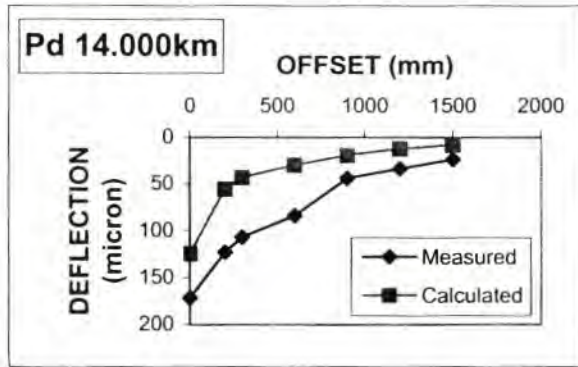 Pd 14.000km
OFFSET (mm)
0 500 1000 1500 2000
DEFLECTION
(micron)
0
50
100
150
200
Measured
Calculated